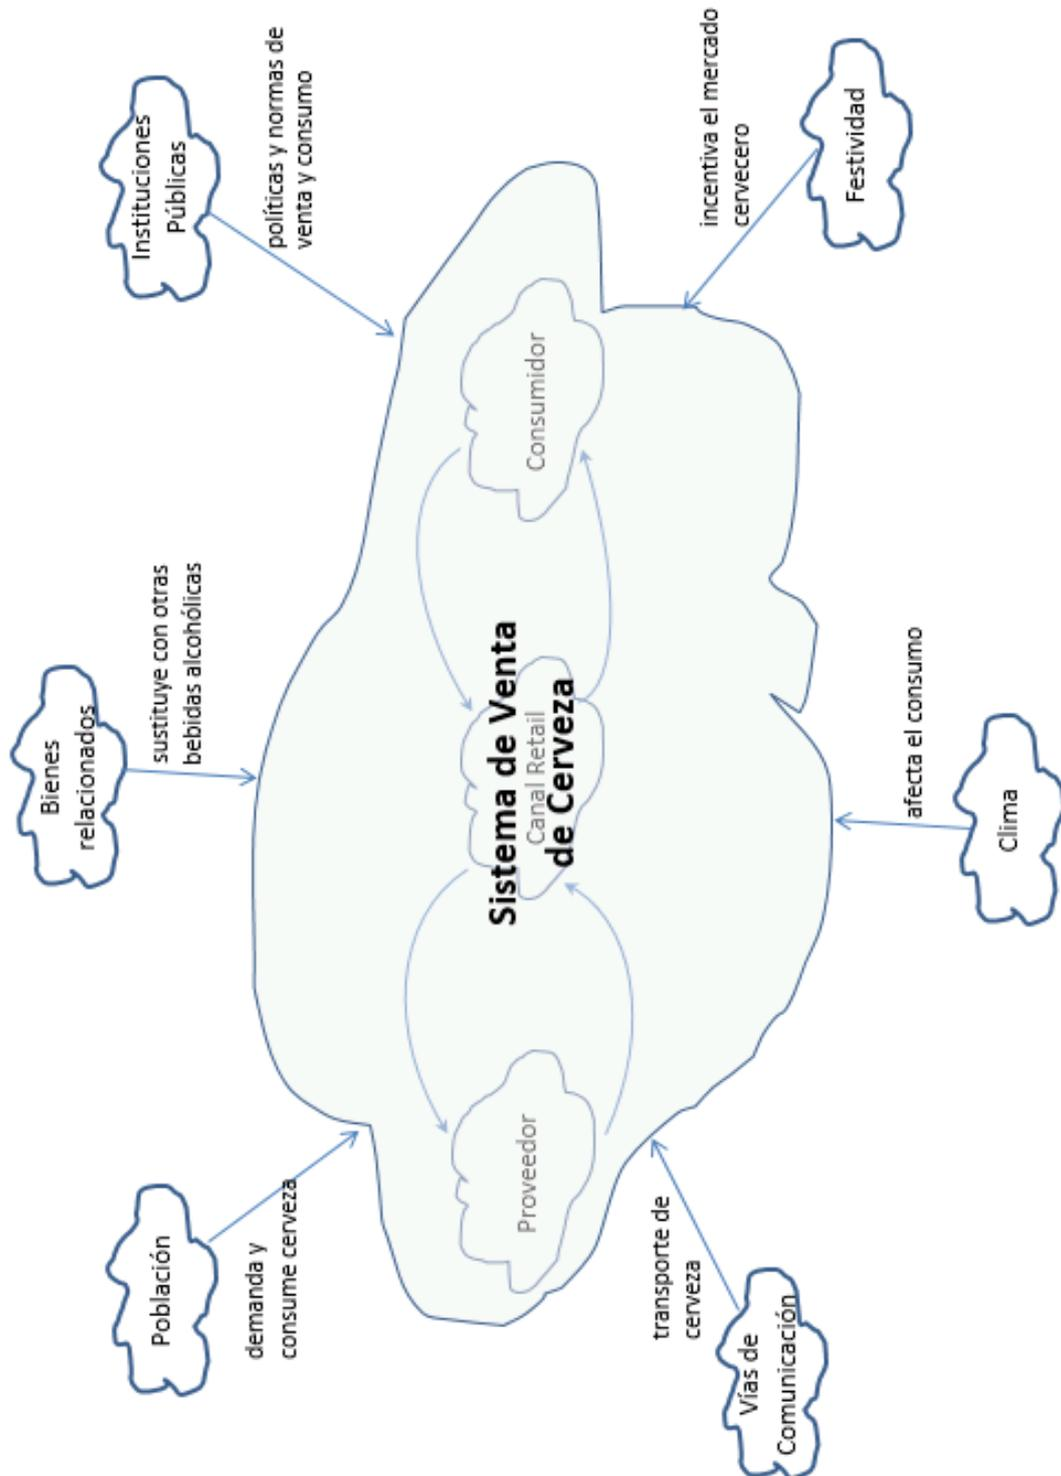 Población
demanda y
consume cerveza
Bienes
relacionados
sustituye con otras
bebidas alcohólicas
Instituciones
Públicas
políticas y normas de
venta y consumo
Proveedor
Sistema de Venta
Canal Retail
de Cerveza
Consumidor
Vías de
Comunicación
transporte de
cerveza
afecta el consumo
Clima
incentiva el mercado
cervecero
Festividad